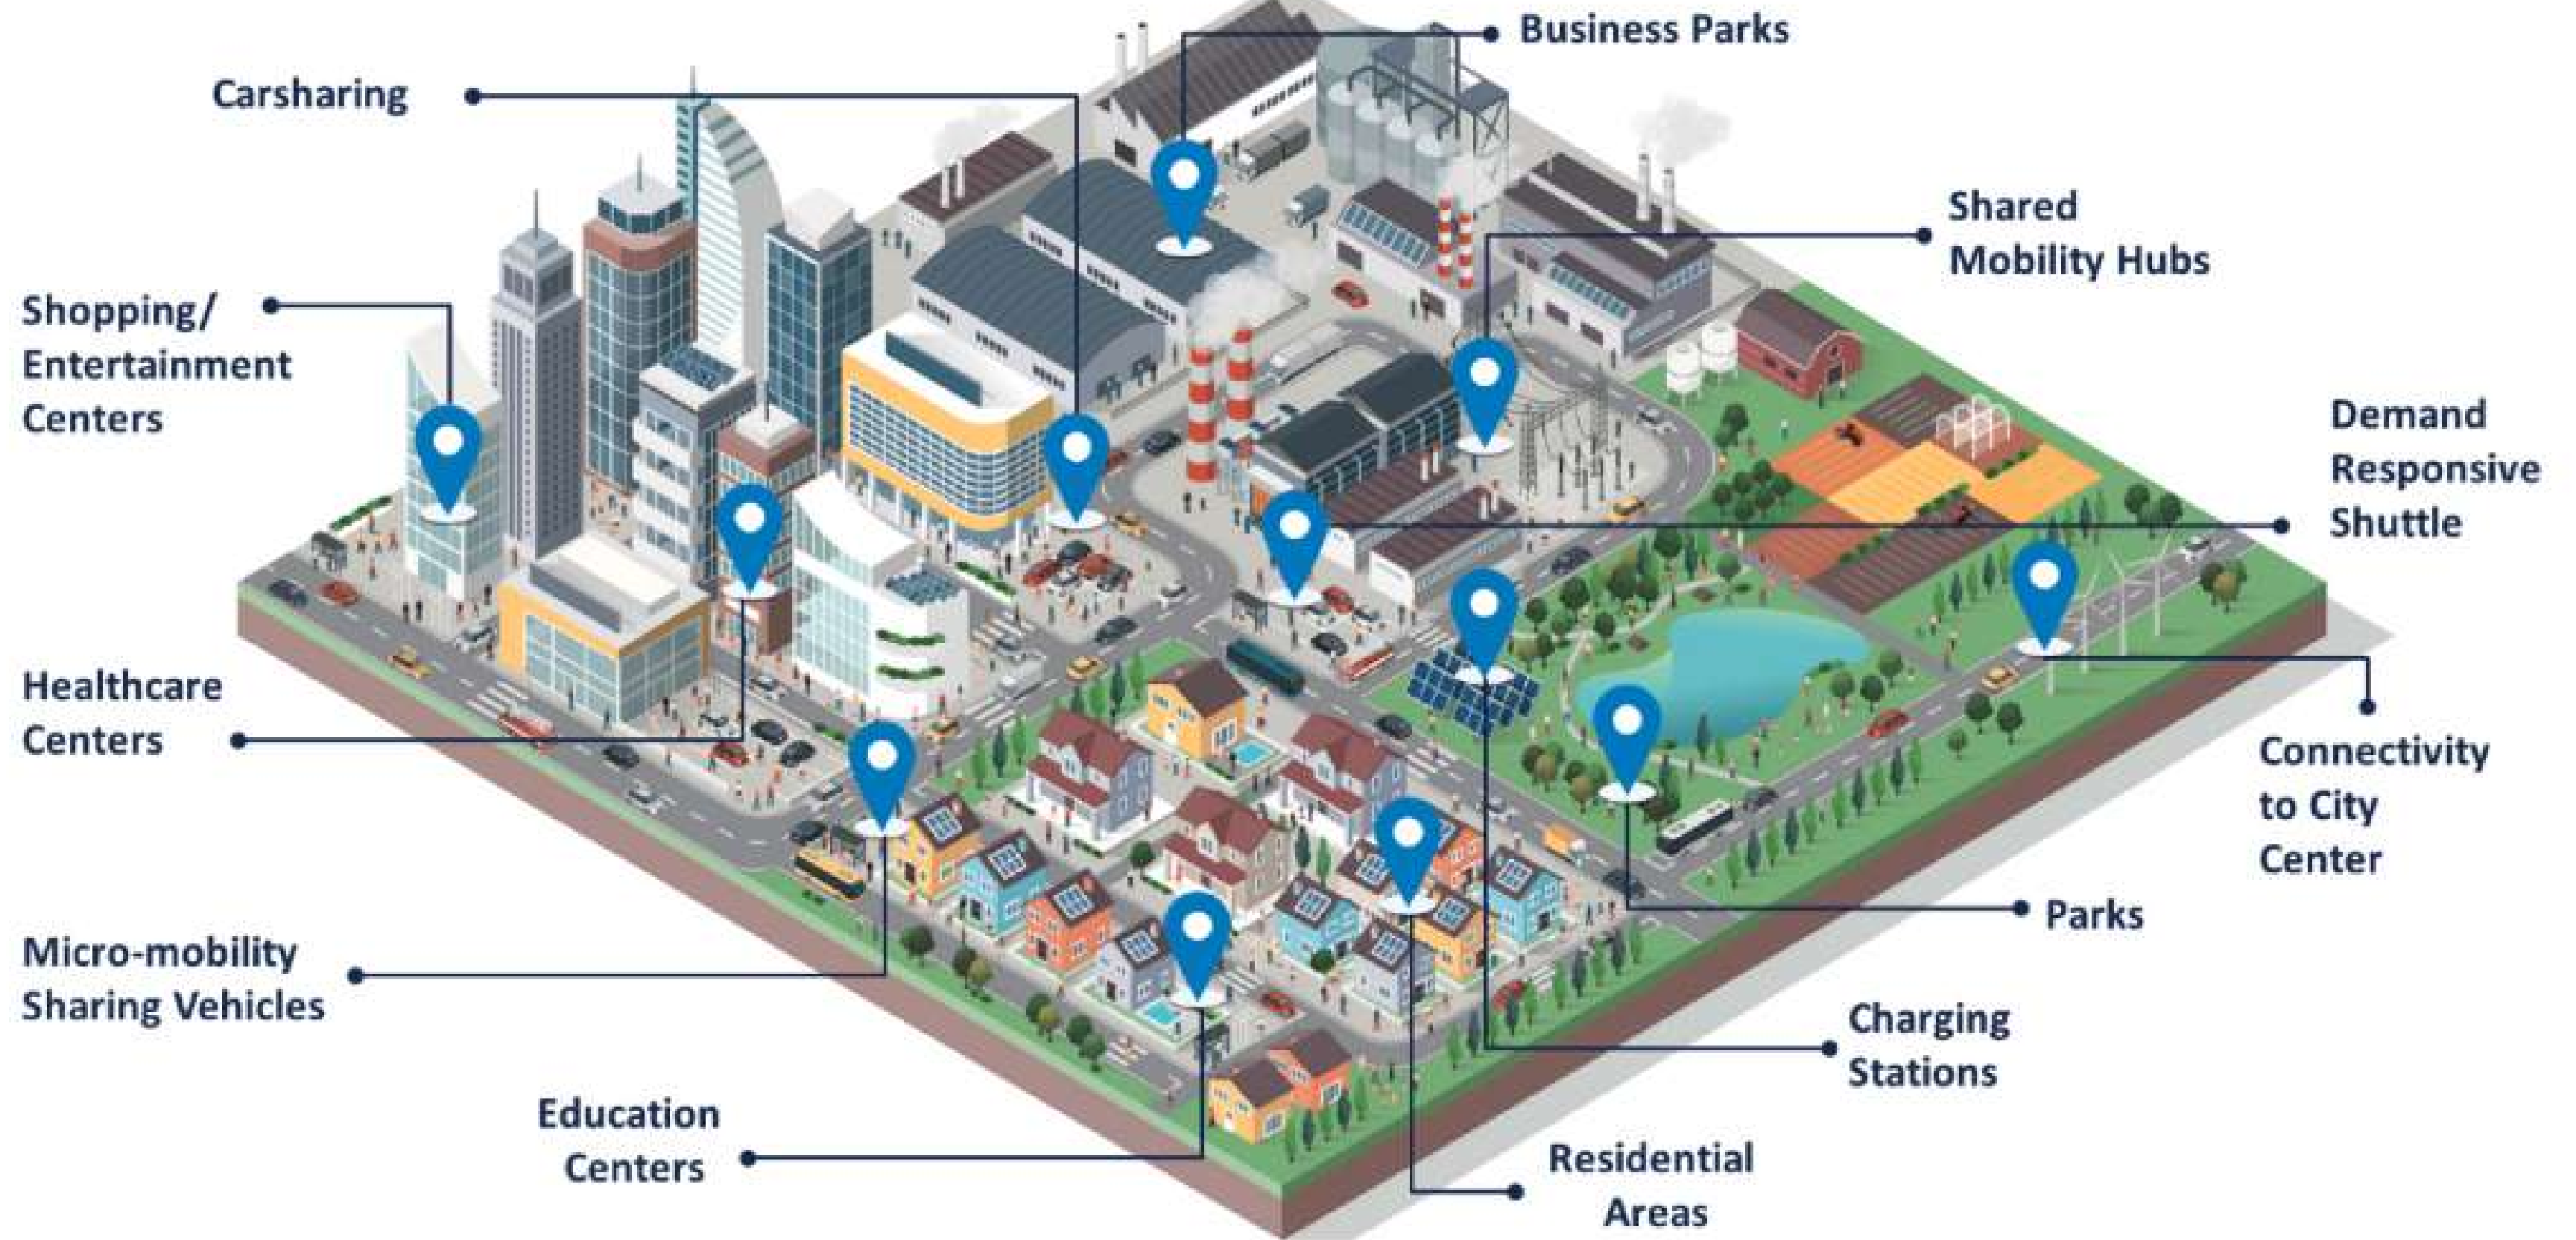 Business Parks
Carsharing
Shared
Mobility Hubs
Shopping/
Entertainment
Centers
Demand
Responsive
Shuttle
Healthcare
Centers
Connectivity
to City
Center
Parks
Micro-mobility
Sharing Vehicles
Charging
Stations
Education
Centers
Residential
Areas